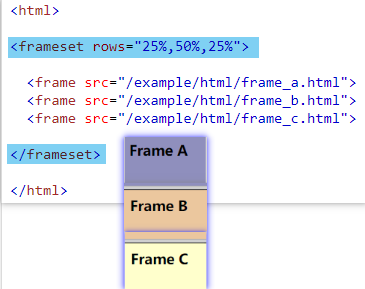 <html>
<frameset rows="25%,50%,25%">
<frame src="/example/html/frame_a.html">
<frame src="/example/html/frame_b.html">
<frame src="/example/html/frame_c.html">
</frameset>
</html>
Frame A
Frame B
Frame C